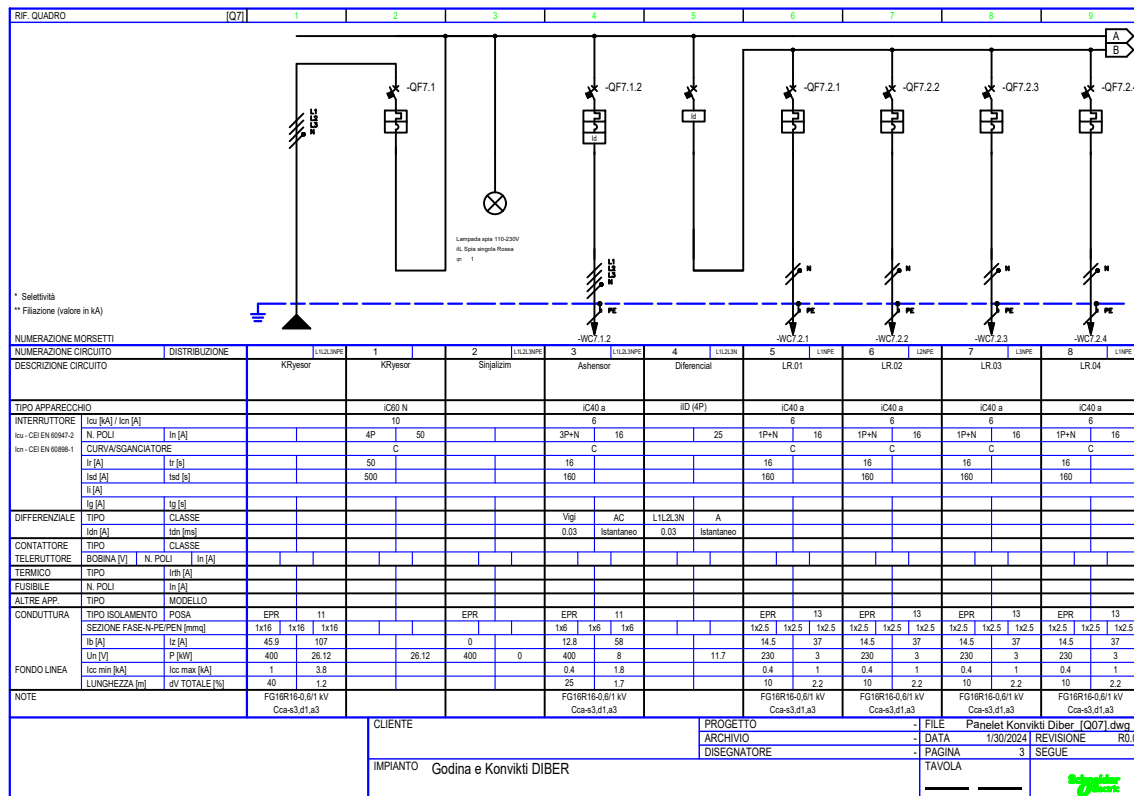 RIF. QUADRO [Q7] 1 2 3 4 5 6 7 8 9
A
B
-QF7.1 -QF7.1.2 -QF7.2.1 -QF7.2.2 -QF7.2.3 -QF7.2.4
Id
Id
Lampada spia 110-230V
iIL Spia singola Rossa
qt: 1
N N N N
* Selettività
** Filiazione (valore in kA)
PE PE PE PE PE
NUMERAZIONE MORSETTI -WC7.1.2 -WC7.2.1 -WC7.2.2 -WC7.2.3 -WC7.2.4
NUMERAZIONE CIRCUITO DISTRIBUZIONE L1L2L3NPE 1 2 L1L2L3NPE 3 L1L2L3NPE 4 L1L2L3N 5 L1NPE 6 L2NPE 7 L3NPE 8 L1NPE
DESCRIZIONE CIRCUITO KRyesor KRyesor Sinjalizim Ashensor Diferencial LR.01 LR.02 LR.03 LR.04
TIPO APPARECCHIO iC60 N iC40 a iID (4P) iC40 a iC40 a iC40 a iC40 a
INTERRUTTORE Icu [kA] / Icn [A] 10 6 6 6 6 6
Icu - CEI EN 60947-2 N. POLI In [A] 4P 50 3P+N 16 25 1P+N 16 1P+N 16 1P+N 16 1P+N 16
Icn - CEI EN 60898-1 CURVA/SGANCIATORE C C C C C C
Ir [A] tr [s] 50 16 16 16 16 16
Isd [A] tsd [s] 500 160 160 160 160 160
Ii [A]
Ig [A] tg [s]
DIFFERENZIALE TIPO CLASSE Vigi AC L1L2L3N A
Idn [A] tdn [ms] 0.03 Istantaneo 0.03 Istantaneo
CONTATTORE TIPO CLASSE
TELERUTTORE BOBINA [V] N. POLI In [A]
TERMICO TIPO Irth [A]
FUSIBILE N. POLI In [A]
ALTRE APP. TIPO MODELLO
CONDUTTURA TIPO ISOLAMENTO POSA EPR 11 EPR EPR 11 EPR 13 EPR 13 EPR 13 EPR 13
SEZIONE FASE-N-PE/PEN [mmq] 1x16 1x16 1x16 1x6 1x6 1x6 1x2.5 1x2.5 1x2.5 1x2.5 1x2.5 1x2.5 1x2.5 1x2.5 1x2.5 1x2.5 1x2.5 1x2.5
Ib [A] Iz [A] 45.9 107 0 12.8 58 14.5 37 14.5 37 14.5 37 14.5 37
Un [V] P [kW] 400 26.12 26.12 400 0 400 8 11.7 230 3 230 3 230 3 230 3
FONDO LINEA Icc min [kA] Icc max [kA] 1 3.8 0.4 1.8 0.4 1 0.4 1 0.4 1 0.4 1
LUNGHEZZA [m] dV TOTALE [%] 40 1.2 25 1.7 10 2.2 10 2.2 10 2.2 10 2.2
NOTE FG16R16-0,6/1 kV FG16R16-0,6/1 kV FG16R16-0,6/1 kV FG16R16-0,6/1 kV FG16R16-0,6/1 kV FG16R16-0,6/1 kV
Cca-s3,d1,a3 Cca-s3,d1,a3 Cca-s3,d1,a3 Cca-s3,d1,a3 Cca-s3,d1,a3 Cca-s3,d1,a3
CLIENTE PROGETTO - FILE Panelet Konvikti Diber_[Q07].dwg
ARCHIVIO - DATA 1/30/2024 REVISIONE
DISEGNATORE - PAGINA 3 SEGUE
IMPIANTO Godina e Konvikti DIBER TAVOLA
Schneider Electric